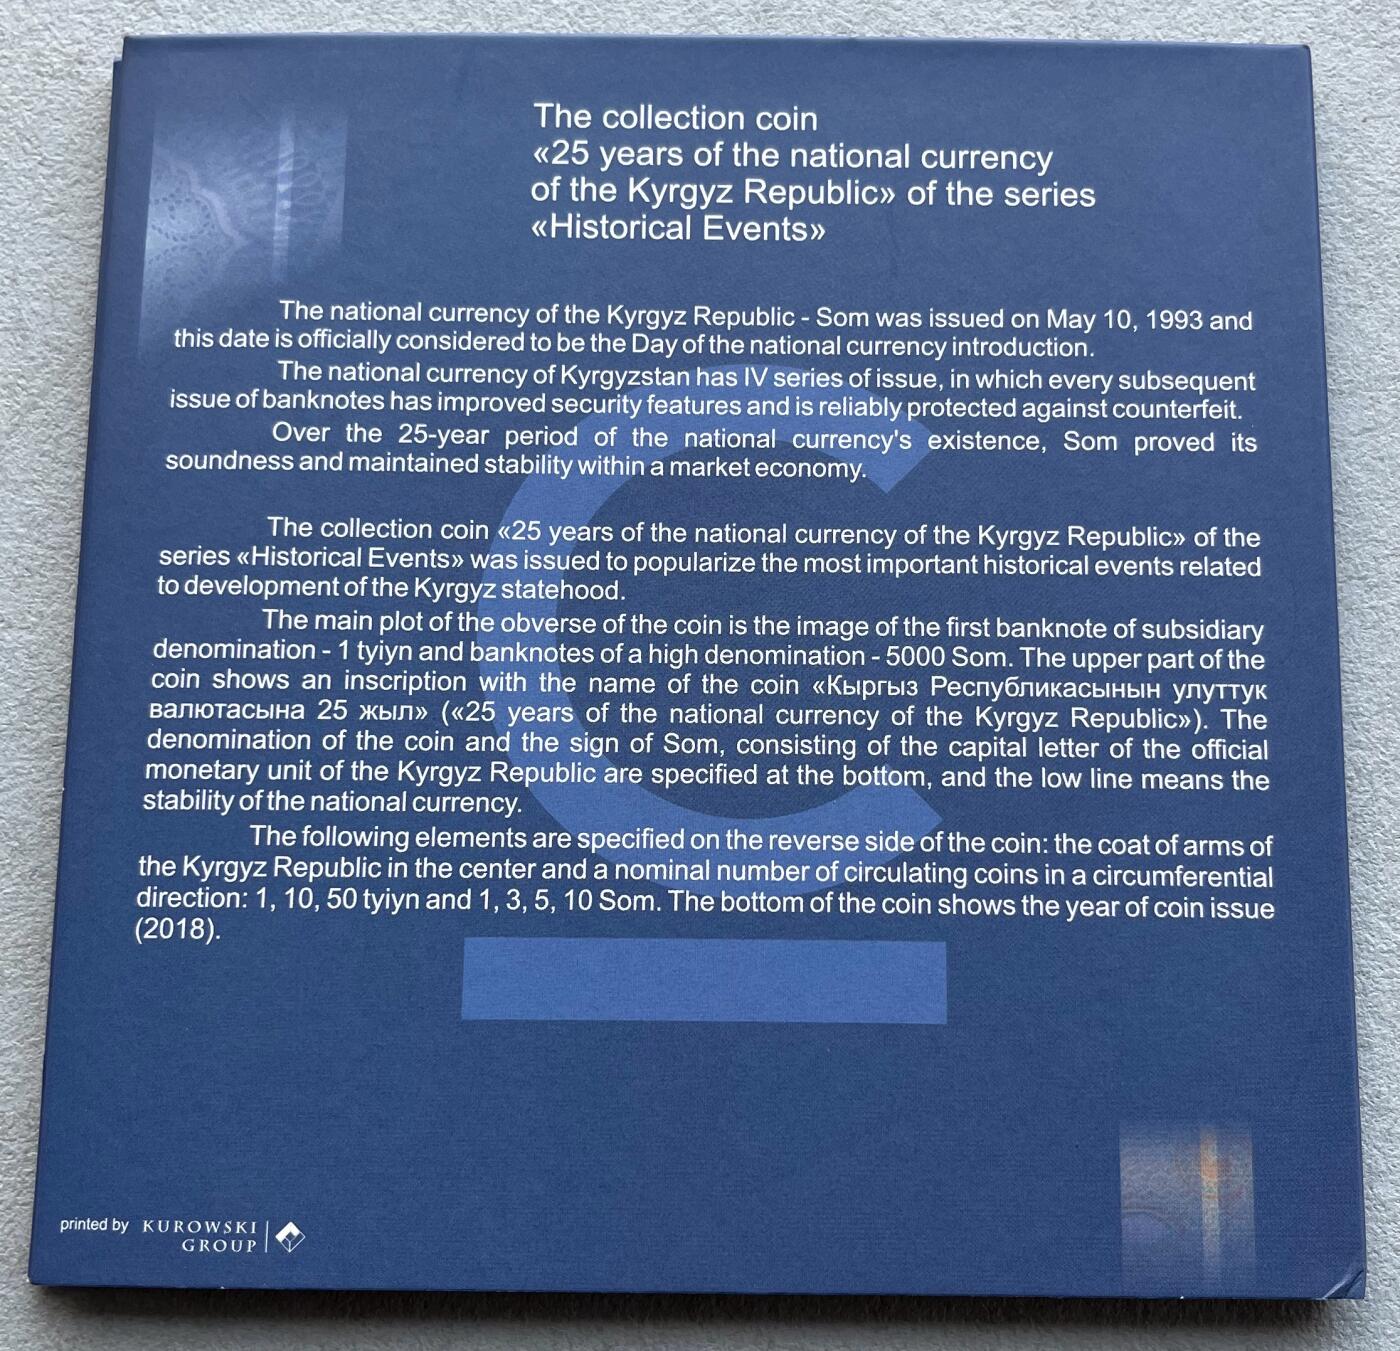 The collection coin
«25 years of the national currency
of the Kyrgyz Republic» of the series
«Historical Events»
The national currency of the Kyrgyz Republic - Som was issued on May 10, 1993 and
this date is officially considered to be the Day of the national currency introduction.
The national currency of Kyrgyzstan has IV series of issue, in which every subsequent
issue of banknotes has improved security features and is reliably protected against counterfeit.
Over the 25-year period of the national currency's existence, Som proved its
soundness and maintained stability within a market economy.
The collection coin «25 years of the national currency of the Kyrgyz Republic» of the
series «Historical Events» was issued to popularize the most important historical events related
to development of the Kyrgyz statehood.
The main plot of the obverse of the coin is the image of the first banknote of subsidiary
denomination - 1 tyiyn and banknotes of a high denomination - 5000 Som. The upper part of the
coin shows an inscription with the name of the coin «Кыргыз Республикасынын улуттук
валютасына 25 жыл» («25 years of the national currency of the Kyrgyz Republic»). The
denomination of the coin and the sign of Som, consisting of the capital letter of the official
monetary unit of the Kyrgyz Republic are specified at the bottom, and the low line means the
stability of the national currency.
The following elements are specified on the reverse side of the coin: the coat of arms of
the Kyrgyz Republic in the center and a nominal number of circulating coins in a circumferential
direction: 1, 10, 50 tyiyn and 1, 3, 5, 10 Som. The bottom of the coin shows the year of coin issue
(2018).
printed by KUROWSKI
GROUP